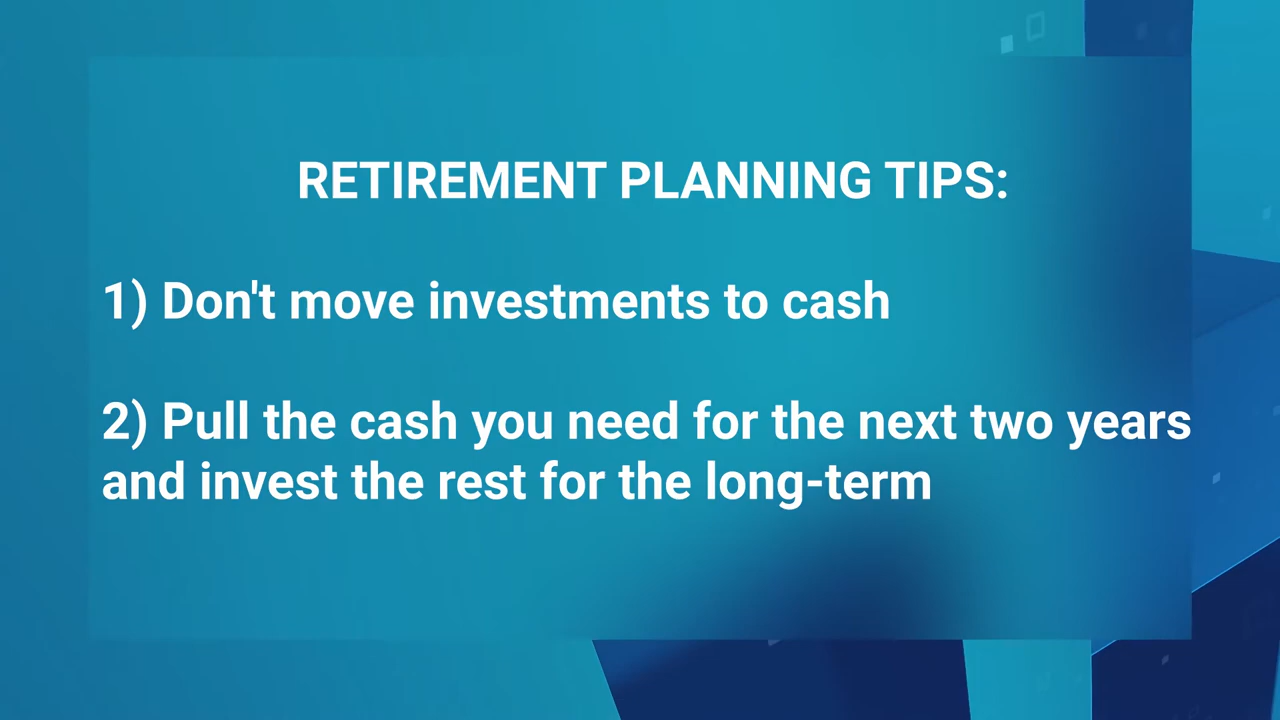 RETIREMENT PLANNING TIPS:
1) Don't move investments to cash
2) Pull the cash you need for the next two years
and invest the rest for the long-term